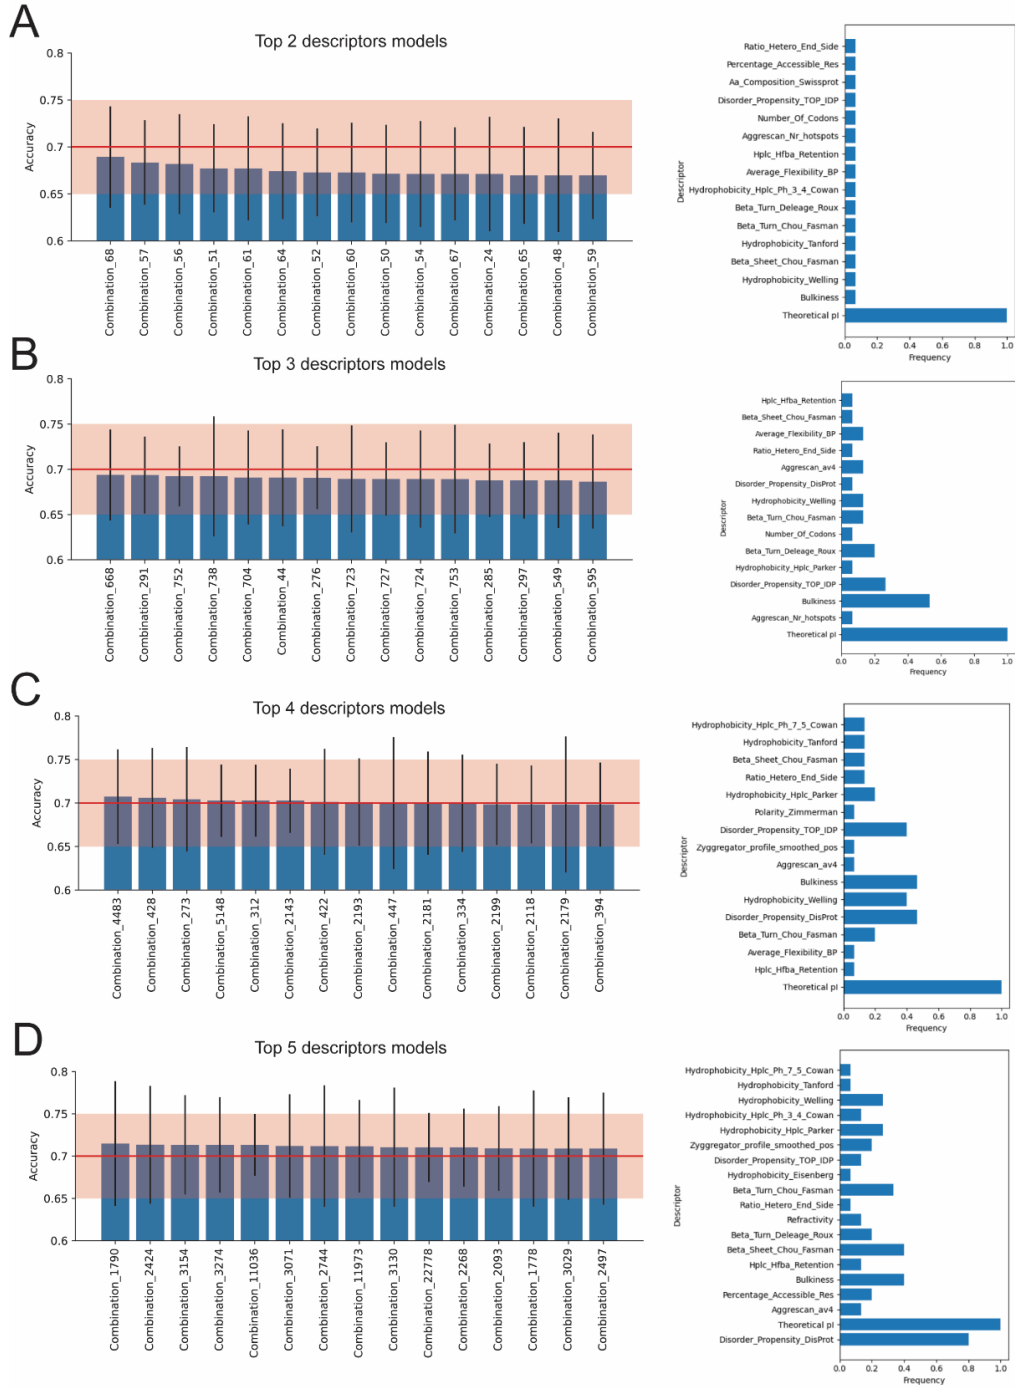 A
Top 2 descriptors models
Accuracy
0.8
0.75
0.7
0.65
0.6
Combination_68
Combination_57
Combination_56
Combination_51
Combination_61
Combination_64
Combination_52
Combination_60
Combination_50
Combination_54
Combination_67
Combination_24
Combination_65
Combination_48
Combination_59
Descriptor
Ratio_Hetero_End_Side
Percentage_Accessible_Res
Aa_Composition_Swissprot
Disorder_Propensity_TOP_IDP
Number_Of_Codons
Aggrescan_Nr_hotspots
Hplc_Hfba_Retention
Average_Flexibility_BP
Hydrophobicity_Hplc_Ph_3_4_Cowan
Beta_Turn_Deleage_Roux
Beta_Turn_Chou_Fasman
Hydrophobicity_Tanford
Beta_Sheet_Chou_Fasman
Hydrophobicity_Welling
Bulkiness
Theoretical pI
0.0 0.2 0.4 0.6 0.8 1.0
Frequency
B
Top 3 descriptors models
Accuracy
0.8
0.75
0.7
0.65
0.6
Combination_668
Combination_291
Combination_752
Combination_738
Combination_704
Combination_44
Combination_276
Combination_723
Combination_727
Combination_724
Combination_753
Combination_285
Combination_297
Combination_549
Combination_595
Descriptor
Hplc_Hfba_Retention
Beta_Sheet_Chou_Fasman
Average_Flexibility_BP
Ratio_Hetero_End_Side
Aggrescan_av4
Disorder_Propensity_DisProt
Hydrophobicity_Welling
Beta_Turn_Chou_Fasman
Number_Of_Codons
Beta_Turn_Deleage_Roux
Hydrophobicity_Hplc_Parker
Disorder_Propensity_TOP_IDP
Bulkiness
Aggrescan_Nr_hotspots
Theoretical pI
0.0 0.2 0.4 0.6 0.8 1.0
Frequency
C
Top 4 descriptors models
Accuracy
0.8
0.75
0.7
0.65
0.6
Combination_4483
Combination_428
Combination_273
Combination_5148
Combination_312
Combination_2143
Combination_422
Combination_2193
Combination_447
Combination_2181
Combination_334
Combination_2199
Combination_2118
Combination_2179
Combination_394
Descriptor
Hydrophobicity_Hplc_Ph_7_5_Cowan
Hydrophobicity_Tanford
Beta_Sheet_Chou_Fasman
Ratio_Hetero_End_Side
Hydrophobicity_Hplc_Parker
Polarity_Zimmerman
Disorder_Propensity_TOP_IDP
Zyggregator_profile_smoothed_pos
Aggrescan_av4
Bulkiness
Hydrophobicity_Welling
Disorder_Propensity_DisProt
Beta_Turn_Chou_Fasman
Average_Flexibility_BP
Hplc_Hfba_Retention
Theoretical pI
0.0 0.2 0.4 0.6 0.8 1.0
Frequency
D
Top 5 descriptors models
Accuracy
0.8
0.75
0.7
0.65
0.6
Combination_1790
Combination_2424
Combination_3154
Combination_3274
Combination_11036
Combination_3071
Combination_2744
Combination_11973
Combination_3130
Combination_22778
Combination_2268
Combination_2093
Combination_1778
Combination_3029
Combination_2497
Descriptor
Hydrophobicity_Hplc_Ph_7_5_Cowan
Hydrophobicity_Tanford
Hydrophobicity_Welling
Hydrophobicity_Hplc_Ph_3_4_Cowan
Hydrophobicity_Hplc_Parker
Zyggregator_profile_smoothed_pos
Disorder_Propensity_TOP_IDP
Hydrophobicity_Eisenberg
Beta_Turn_Chou_Fasman
Ratio_Hetero_End_Side
Refractivity
Beta_Turn_Deleage_Roux
Beta_Sheet_Chou_Fasman
Hplc_Hfba_Retention
Bulkiness
Percentage_Accessible_Res
Aggrescan_av4
Theoretical pI
Disorder_Propensity_DisProt
0.0 0.2 0.4 0.6 0.8 1.0
Frequency